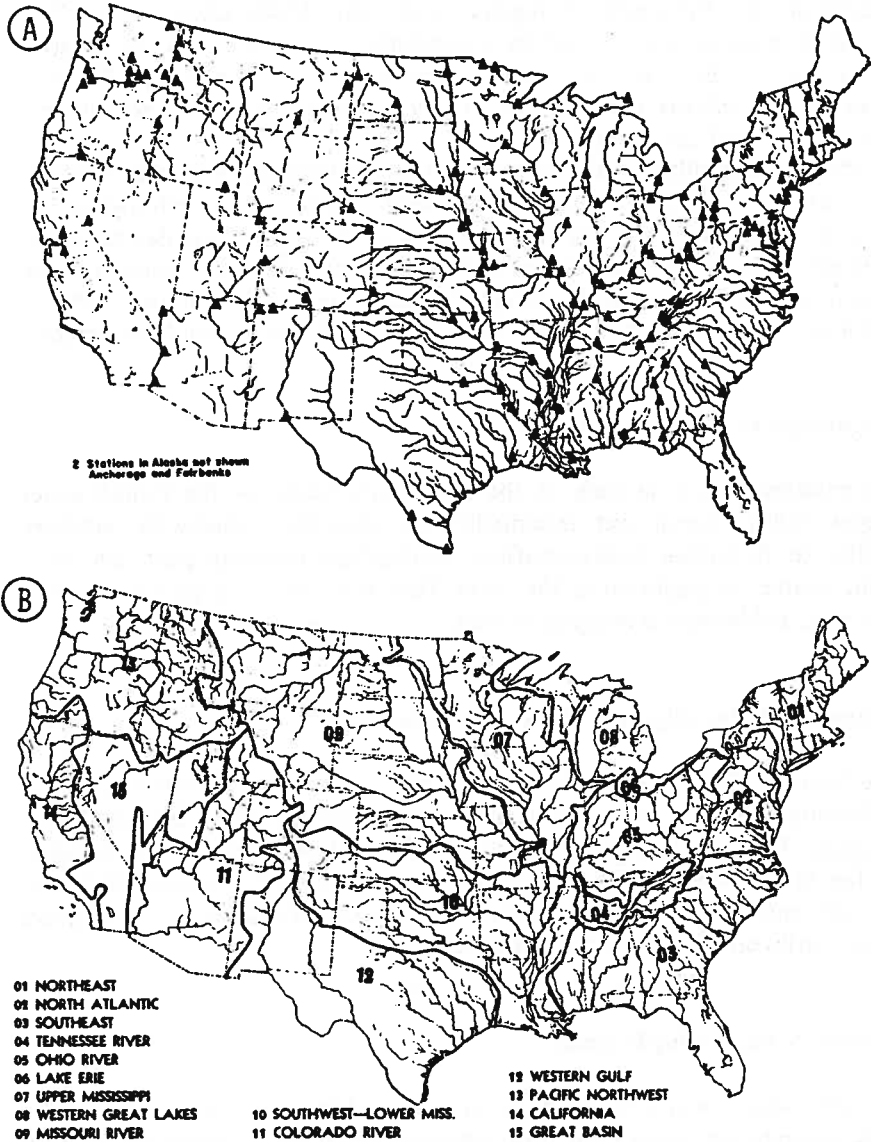 A
2 Stations in Alaska not shown
Anchorage and Fairbanks
B
13
09
07
08
01
15
06
02
14
05
11
10
04
03
12
01 NORTHEAST
02 NORTH ATLANTIC
03 SOUTHEAST
04 TENNESSEE RIVER
05 OHIO RIVER
06 LAKE ERIE
07 UPPER MISSISSIPPI
08 WESTERN GREAT LAKES
09 MISSOURI RIVER
10 SOUTHWEST—LOWER MISS.
11 COLORADO RIVER
12 WESTERN GULF
13 PACIFIC NORTHWEST
14 CALIFORNIA
15 GREAT BASIN